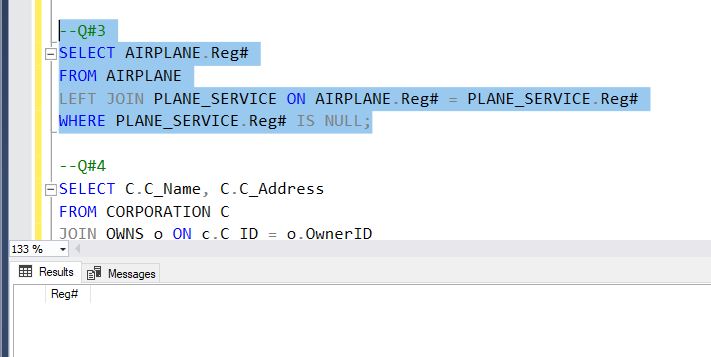 --Q#3
SELECT AIRPLANE.Reg#
FROM AIRPLANE
LEFT JOIN PLANE_SERVICE ON AIRPLANE.Reg# = PLANE_SERVICE.Reg#
WHERE PLANE_SERVICE.Reg# IS NULL;
--Q#4
SELECT C.C_Name, C.C_Address
FROM CORPORATION C
JOIN OWNS o ON c.C_ID = o.OwnerID
133 %
Results Messages
Reg#